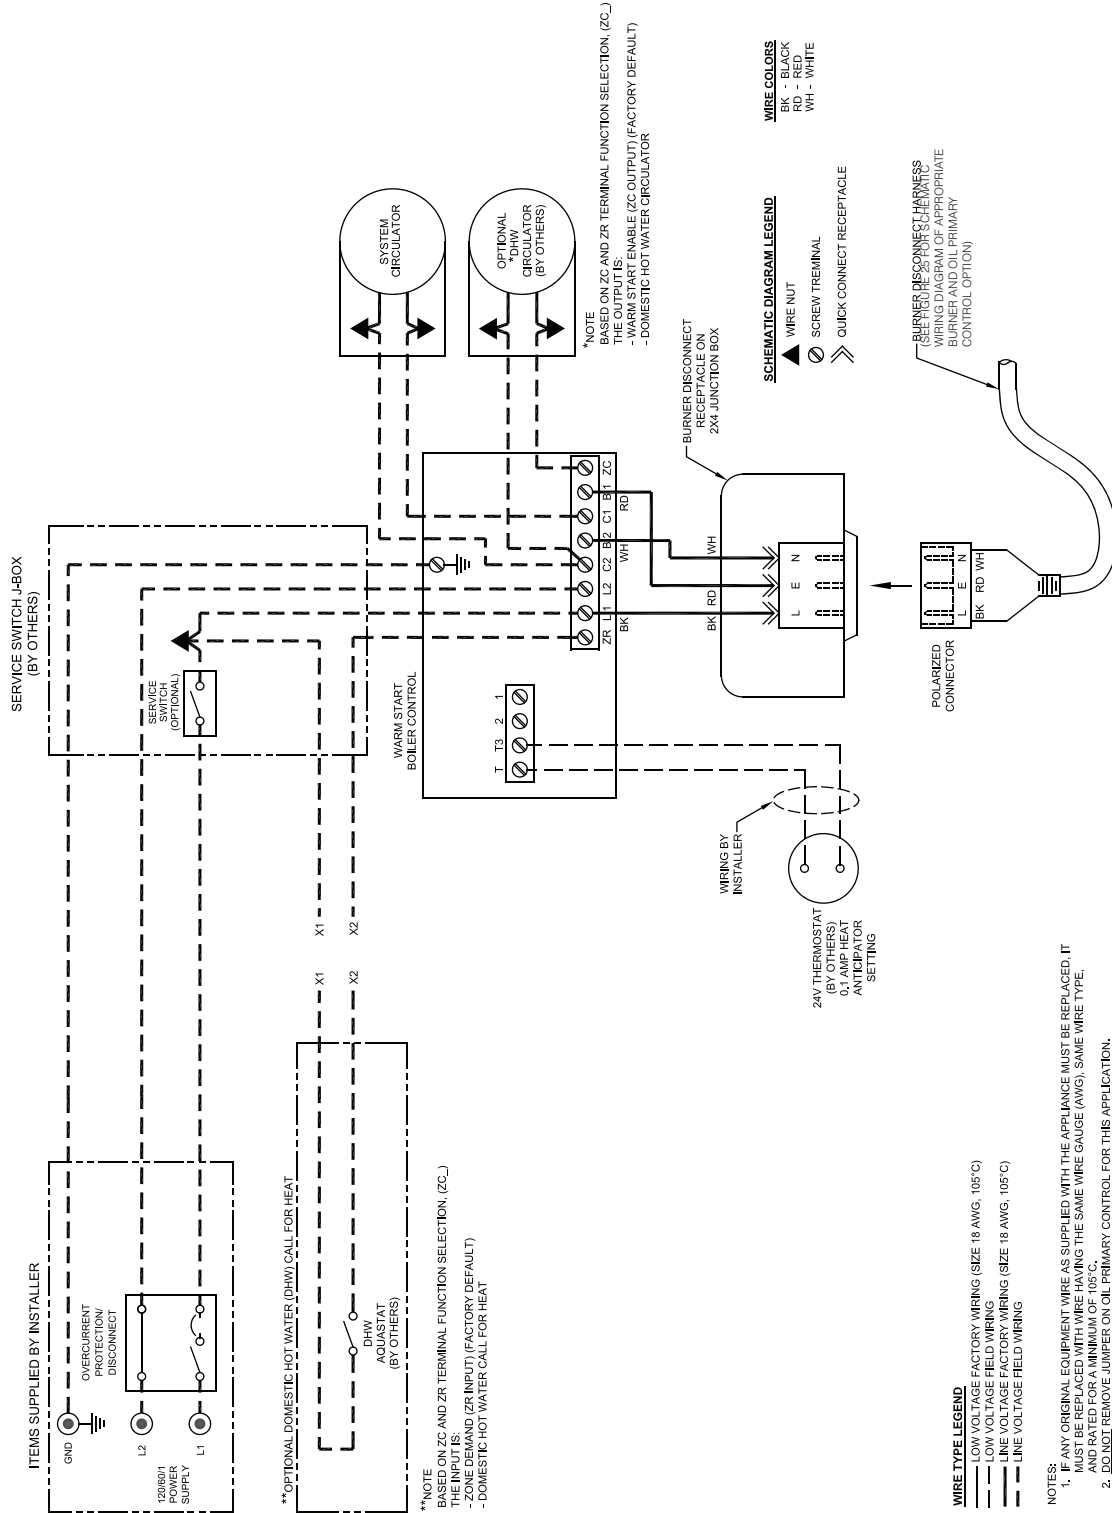 ITEMS SUPPLIED BY INSTALLER
GND
L2
L1
120/60/1
POWER
SUPPLY
OVERCURRENT
PROTECTION/
DISCONNECT
SERVICE SWITCH J-BOX
(BY OTHERS)
SERVICE
SWITCH
(OPTIONAL)
**OPTIONAL DOMESTIC HOT WATER (DHW) CALL FOR HEAT
DHW
AQUASTAT
(BY OTHERS)
X1
X1
X2
X2
**NOTE
BASED ON ZC AND ZR TERMINAL FUNCTION SELECTION, (ZC_)
THE INPUT IS:
- ZONE DEMAND (ZR INPUT) (FACTORY DEFAULT)
- DOMESTIC HOT WATER CALL FOR HEAT
WARM START
BOILER CONTROL
T
T3
2
1
ZR
L1
L2
C2
B2
C1
B1
ZC
BK
WH
RD
SYSTEM
CIRCULATOR
OPTIONAL
*DHW
CIRCULATOR
(BY OTHERS)
*NOTE
BASED ON ZC AND ZR TERMINAL FUNCTION SELECTION, (ZC_)
THE OUTPUT IS:
- WARM START ENABLE (ZC OUTPUT) (FACTORY DEFAULT)
- DOMESTIC HOT WATER CIRCULATOR
BURNER DISCONNECT
RECEPTACLE ON
2X4 JUNCTION BOX
BK
RD
WH
L
E
N
WIRING BY
INSTALLER
24V THERMOSTAT
(BY OTHERS)
0.1 AMP HEAT
ANTICIPATOR
SETTING
POLARIZED
CONNECTOR
L
E
N
BK
RD
WH
BURNER DISCONNECT HARNESS
(SEE FIGURE 25 FOR SCHEMATIC
WIRING DIAGRAM OF APPROPRIATE
BURNER AND OIL PRIMARY
CONTROL OPTION)
SCHEMATIC DIAGRAM LEGEND
WIRE NUT
SCREW TREMINAL
QUICK CONNECT RECEPTACLE
WIRE COLORS
BK - BLACK
RD - RED
WH - WHITE
WIRE TYPE LEGEND
LOW VOLTAGE FACTORY WIRING (SIZE 18 AWG, 105°C)
LOW VOLTAGE FIELD WIRING
LINE VOLTAGE FACTORY WIRING (SIZE 18 AWG, 105°C)
LINE VOLTAGE FIELD WIRING
NOTES:
1. IF ANY ORIGINAL EQUIPMENT WIRE AS SUPPLIED WITH THE APPLIANCE MUST BE REPLACED, IT
MUST BE REPLACED WITH WIRE HAVING THE SAME WIRE GAUGE (AWG), SAME WIRE TYPE,
AND RATED FOR A MINIMUM OF 105°C.
2. DO NOT REMOVE JUMPER ON OIL PRIMARY CONTROL FOR THIS APPLICATION.